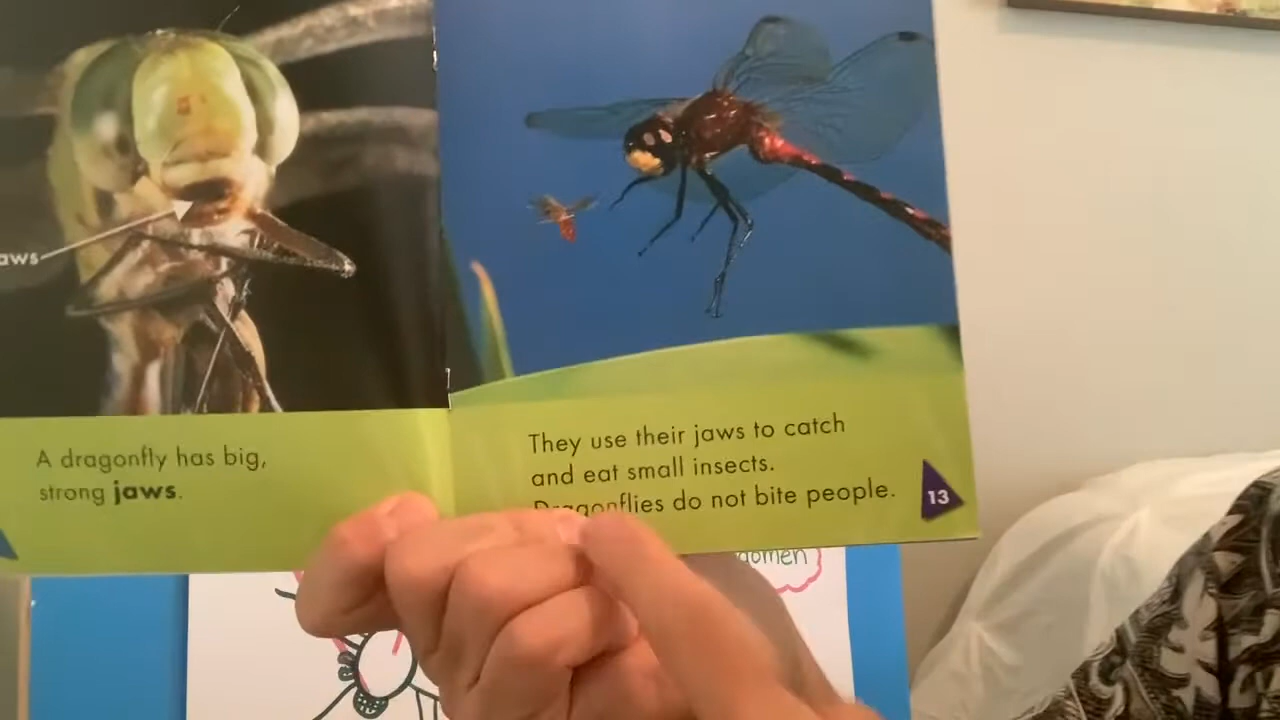 aws
A dragonfly has big,
strong jaws.
They use their jaws to catch
and eat small insects.
Dragonflies do not bite people.
13
domen